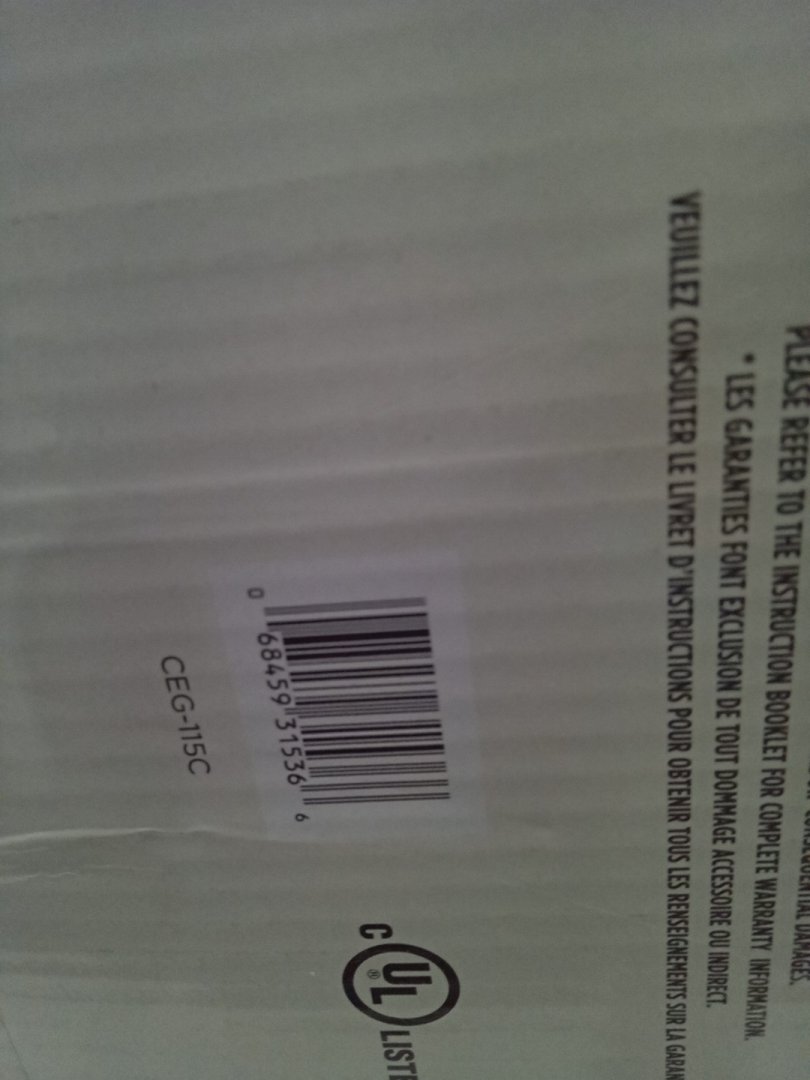 DAMAGES.
PLEASE REFER TO THE INSTRUCTION BOOKLET FOR COMPLETE WARRANTY INFORMATION.
* LES GARANTIES FONT EXCLUSION DE TOUT DOMMAGE ACCESSOIRE OU INDIRECT.
VEUILLEZ CONSULTER LE LIVRET D'INSTRUCTIONS POUR OBTENIR TOUS LES RENSEIGNEMENTS SUR LA
C UL ®
0 68459 31536 6
CEG-115C